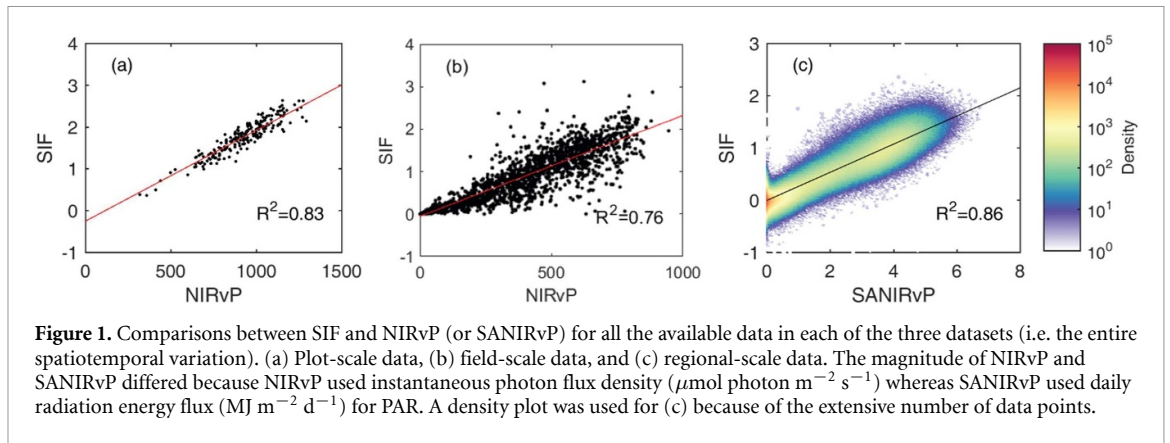 (a)
4
3
2
1
0
-1
SIF
R²=0.83
0 500 1000 1500
NIRvP
(b)
4
3
2
1
0
-1
SIF
R²=0.76
0 500 1000
NIRvP
(c)
3
2
1
0
-1
SIF
R²=0.86
0 2 4 6 8
SANIRvP
10⁵
10⁴
10³
10²
10¹
10⁰
Density
Figure 1. Comparisons between SIF and NIRvP (or SANIRvP) for all the available data in each of the three datasets (i.e. the entire
spatiotemporal variation). (a) Plot-scale data, (b) field-scale data, and (c) regional-scale data. The magnitude of NIRvP and
SANIRvP differed because NIRvP used instantaneous photon flux density (μmol photon m⁻² s⁻¹) whereas SANIRvP used daily
radiation energy flux (MJ m⁻² d⁻¹) for PAR. A density plot was used for (c) because of the extensive number of data points.